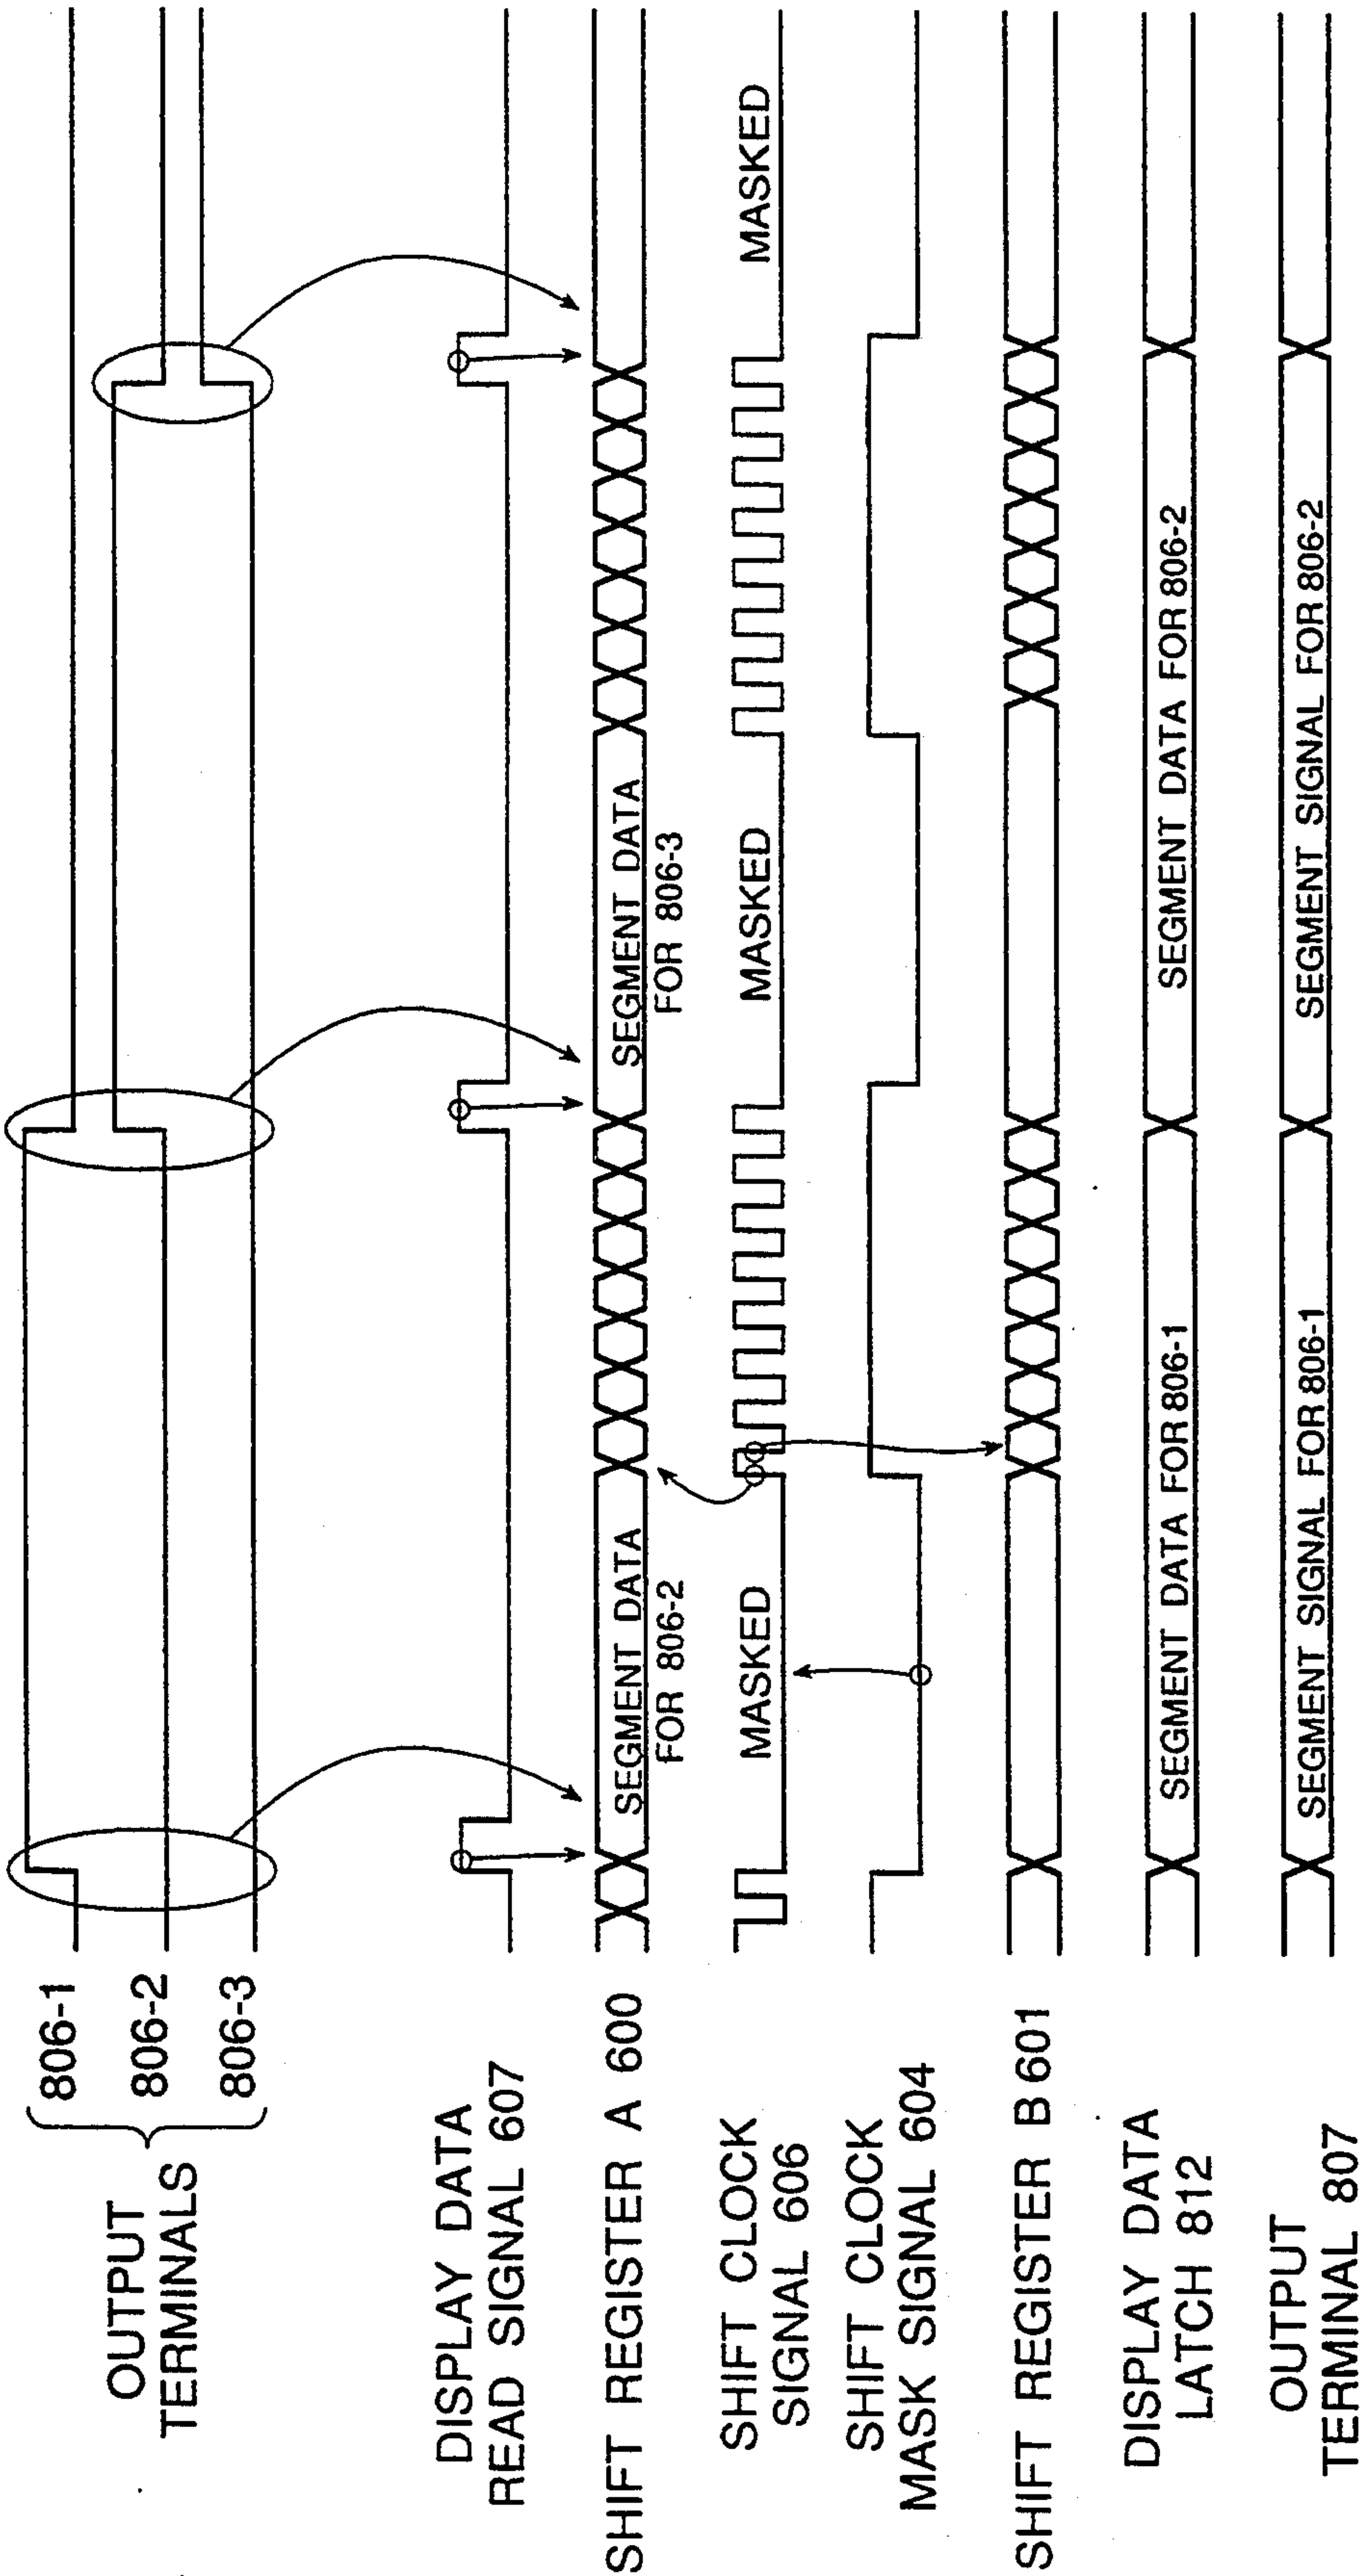 OUTPUT
TERMINALS
806-1
806-2
806-3
DISPLAY DATA
READ SIGNAL 607
SHIFT REGISTER A 600
SEGMENT DATA
FOR 806-2
SEGMENT DATA
FOR 806-3
SHIFT CLOCK
SIGNAL 606
MASKED
MASKED
MASKED
SHIFT CLOCK
MASK SIGNAL 604
SHIFT REGISTER B 601
DISPLAY DATA
LATCH 812
SEGMENT DATA FOR 806-1
SEGMENT DATA FOR 806-2
OUTPUT
TERMINAL 807
SEGMENT SIGNAL FOR 806-1
SEGMENT SIGNAL FOR 806-2